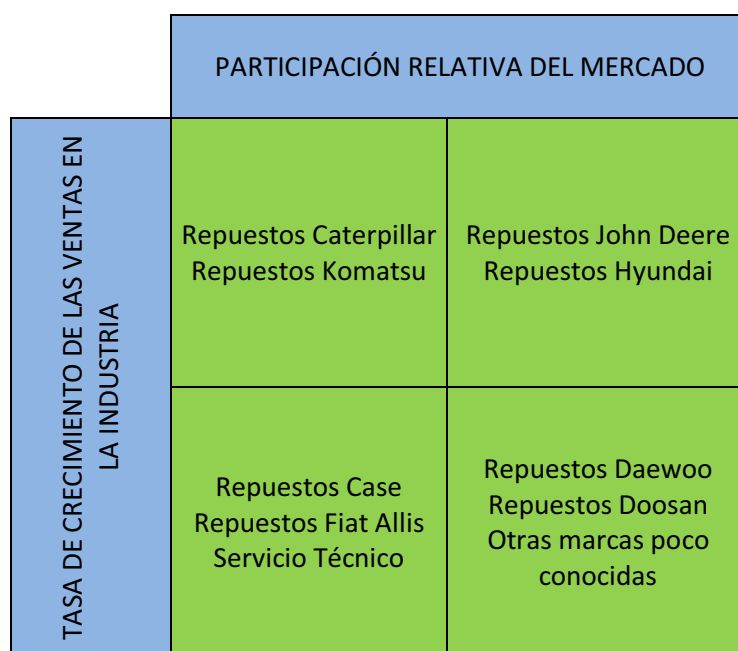 PARTICIPACIÓN RELATIVA DEL MERCADO
TASA DE CRECIMIENTO DE LAS VENTAS EN
LA INDUSTRIA
Repuestos Caterpillar
Repuestos Komatsu
Repuestos John Deere
Repuestos Hyundai
Repuestos Case
Repuestos Fiat Allis
Servicio Técnico
Repuestos Daewoo
Repuestos Doosan
Otras marcas poco
conocidas